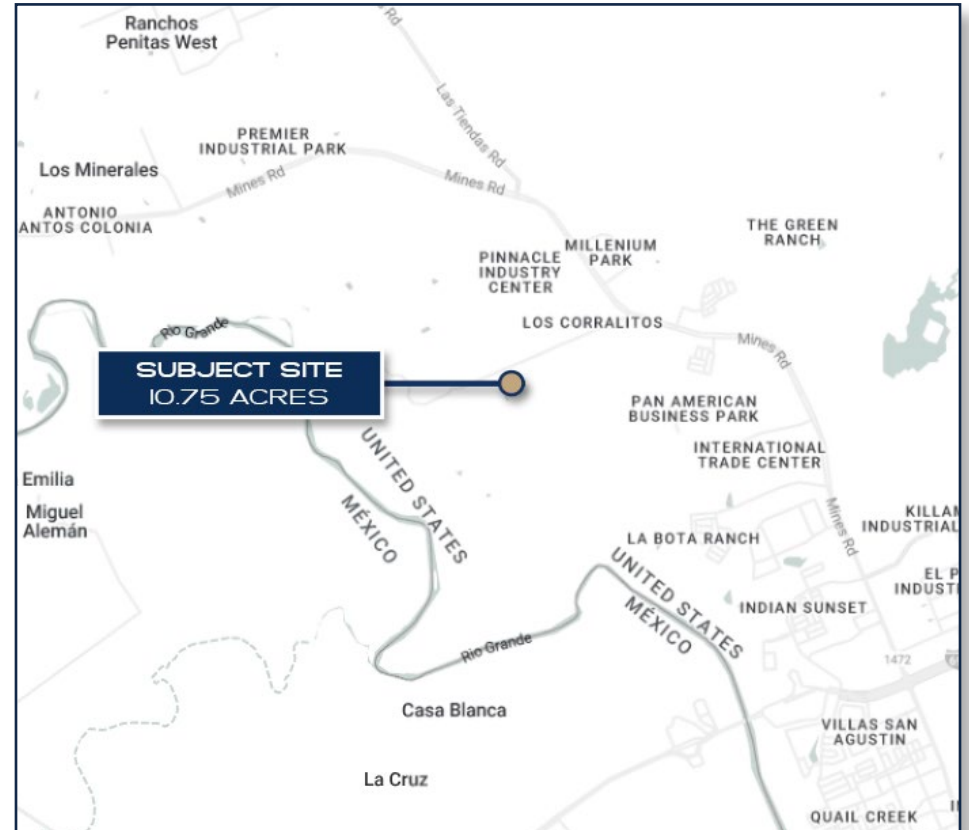 Ranchos
Penitas West
Rd
Las Tiendas Rd
PREMIER
INDUSTRIAL PARK
Los Minerales
Mines Rd
Mines Rd
ANTONIO
ANTOS COLONIA
THE GREEN
RANCH
MILLENIUM
PARK
PINNACLE
INDUSTRY
CENTER
LOS CORRALITOS
Rio Grande
Mines Rd
SUBJECT SITE
10.75 ACRES
PAN AMERICAN
BUSINESS PARK
INTERNATIONAL
TRADE CENTER
UNITED STATES
MÉXICO
Emilia
Miguel
Alemán
Mines Rd
KILLAM
INDUSTRIAL
LA BOTA RANCH
UNITED STATES
MÉXICO
EL P
INDUSTI
INDIAN SUNSET
Rio Grande
1472
Casa Blanca
VILLAS SAN
AGUSTIN
La Cruz
QUAIL CREEK